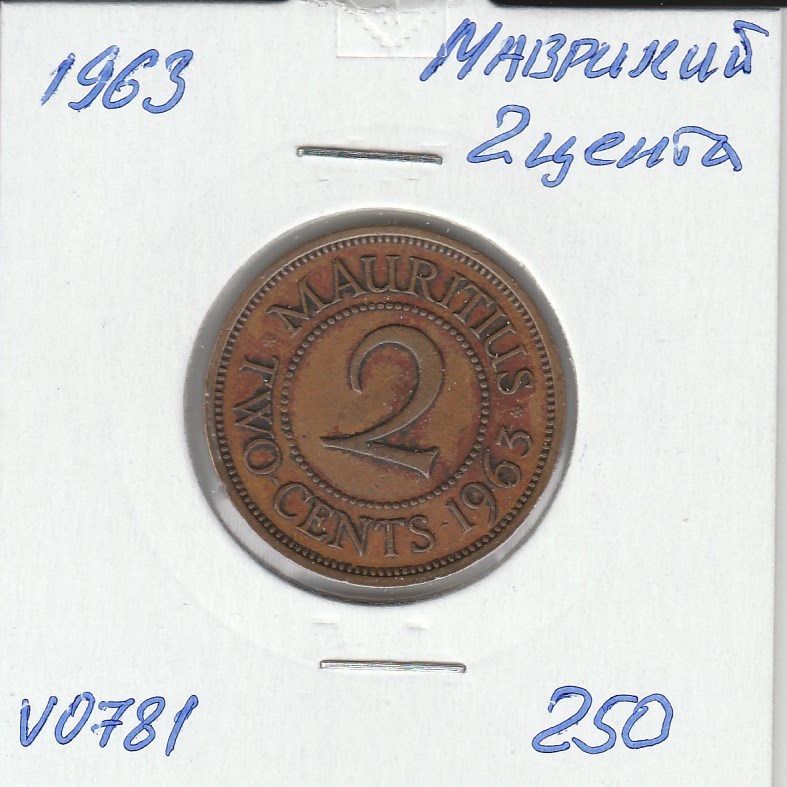 1963
Маврикий
2 цента
MAURITIUS
2
TWO CENTS 1963
V0781
250